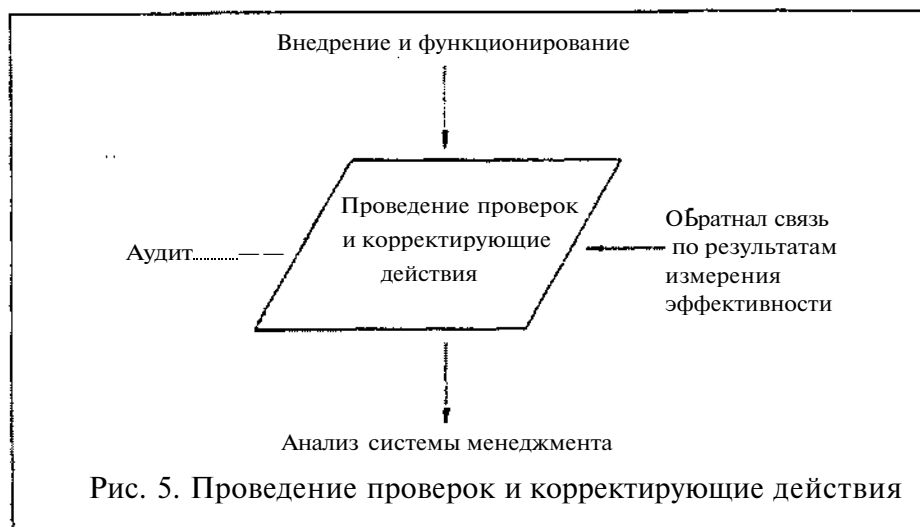 Внедрение и функционирование
Проведение проверок
и корректирующие
действия
Аудит
Обратнал связь
по результатам
измерения
эффективности
Анализ системы менеджмента
Рис. 5. Проведение проверок и корректирующие действия